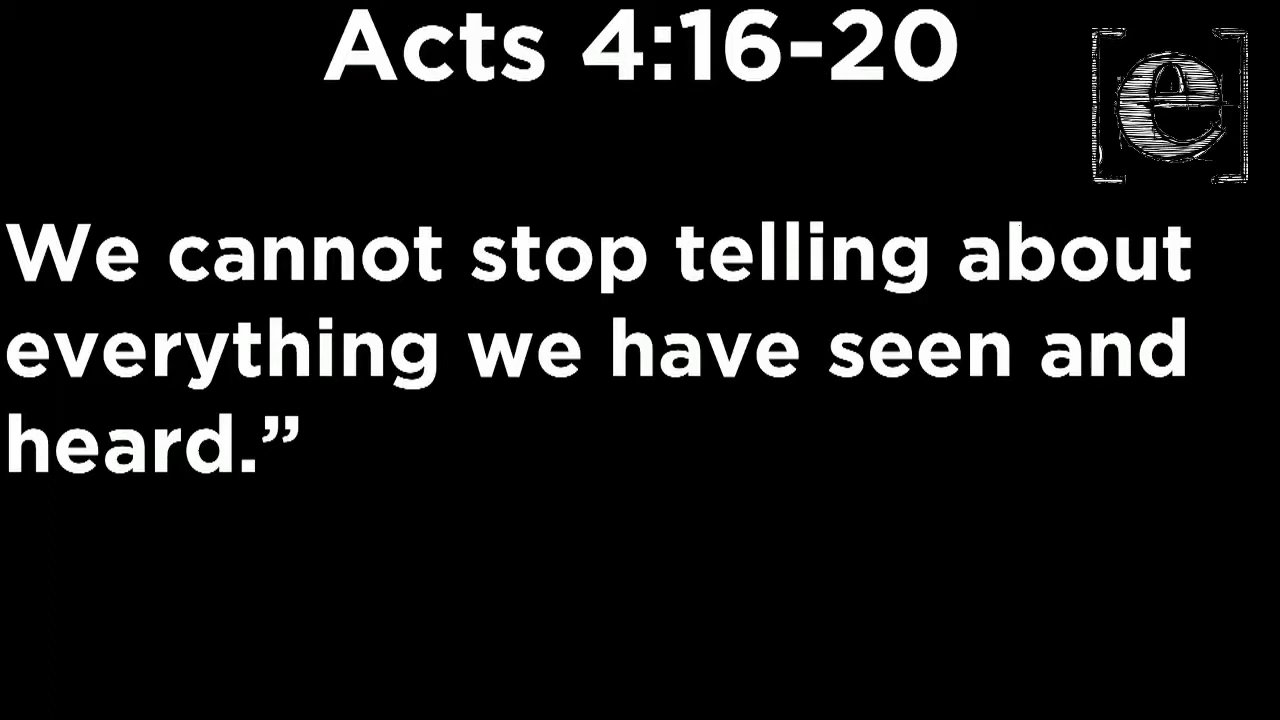 Acts 4:16-20
[e]
We cannot stop telling about
everything we have seen and
heard.”